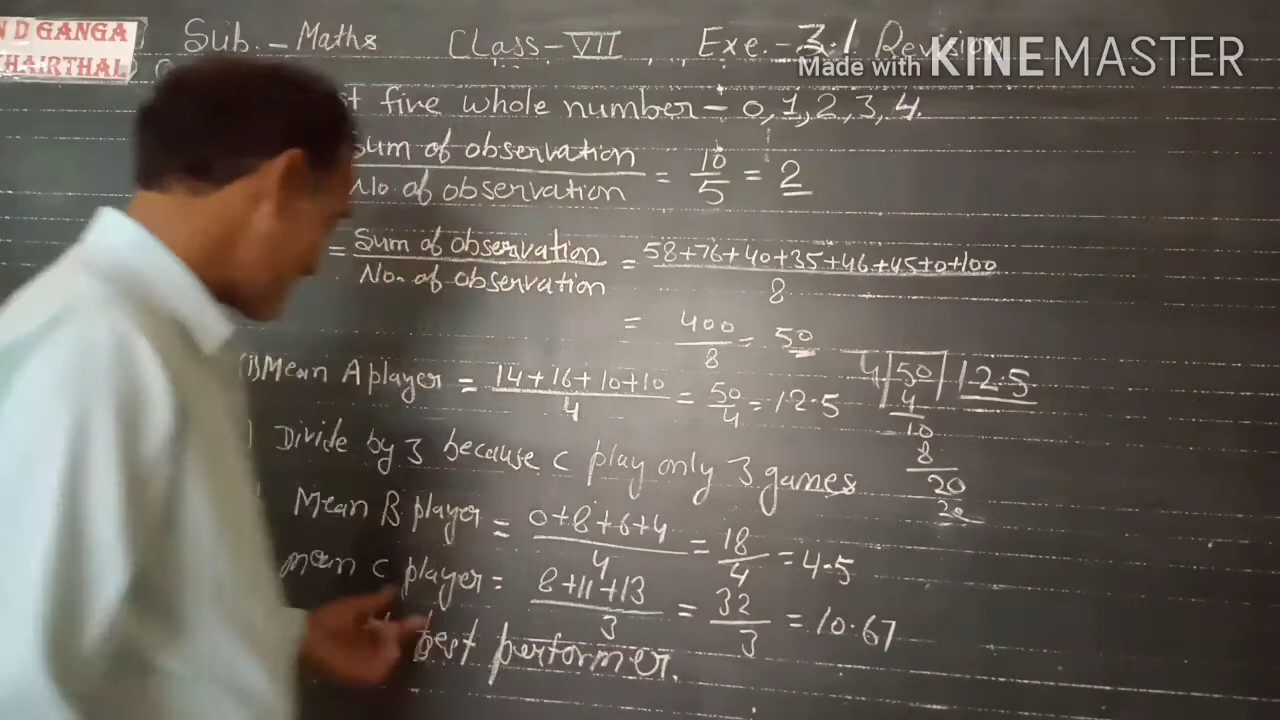 N D GANGA
KHAIRTHAL
Sub. - Maths Class - VII Exe. - 3.1 Revision
Made with KINEMASTER
five whole number - 0, 1, 2, 3, 4.
Sum of observation / No. of observation = 10/5 = 2
= Sum of observation / No. of observation = 58+76+40+35+46+45+0+100 / 8
= 400/8 = 50
(i) Mean A player = 14+16+10+10 / 4 = 50/4 = 12.5
4 50 12.5
4
10
8
20
20
) Divide by 3 because C play only 3 games
Mean B player = 0+8+6+4 / 4 = 18/4 = 4.5
mean C player = 8+11+13 / 3 = 32/3 = 10.67
best performer.